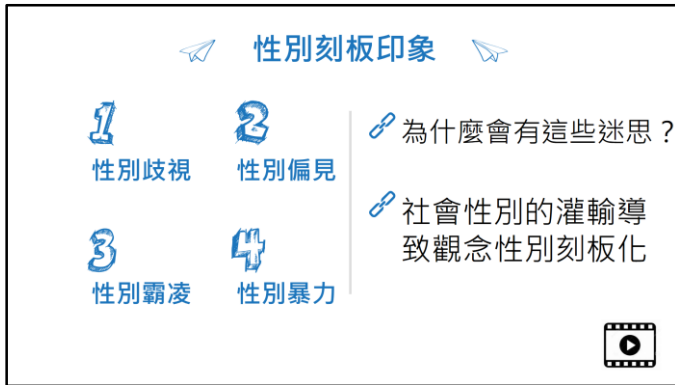 性別刻板印象
1
2
性別歧視
性別偏見
3
4
性別霸凌
性別暴力
為什麼會有這些迷思？
社會性別的灌輸導
致觀念性別刻板化